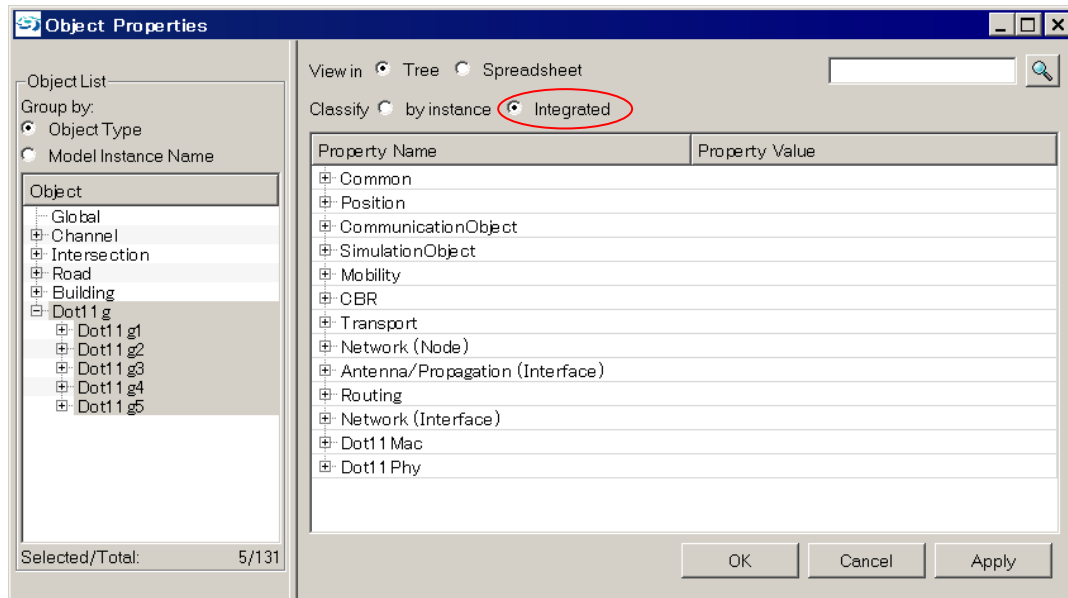 Object Properties
Object List
Group by:
Object Type
Model Instance Name
Object
Global
Channel
Intersection
Road
Building
Dot11g
Dot11g1
Dot11g2
Dot11g3
Dot11g4
Dot11g5
Selected/Total: 5/131
View in Tree Spreadsheet
Classify by instance Integrated
Property Name Property Value
Common
Position
CommunicationObject
SimulationObject
Mobility
CBR
Transport
Network (Node)
Antenna/Propagation (Interface)
Routing
Network (Interface)
Dot11Mac
Dot11Phy
OK Cancel Apply